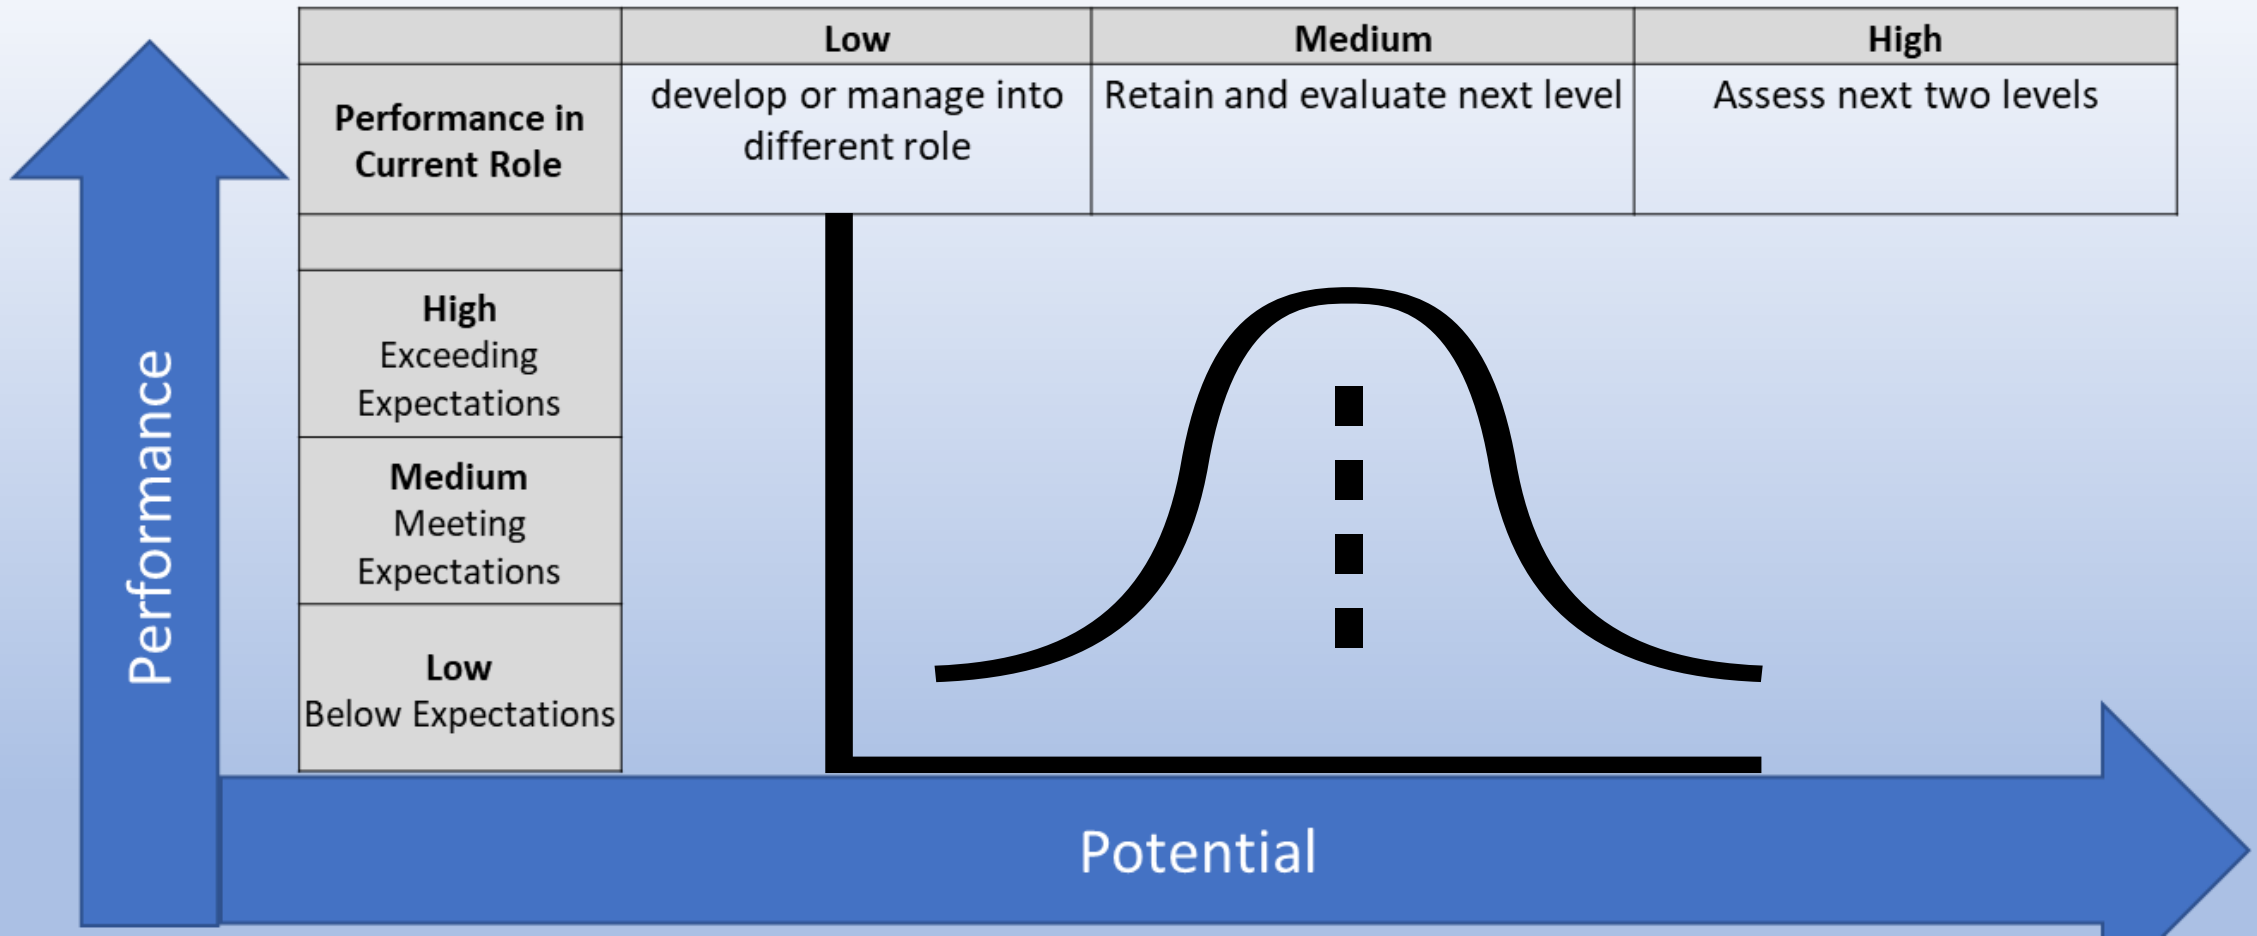 Low Medium High
Performance in
Current Role
develop or manage into
different role
Retain and evaluate next level
Assess next two levels
High
Exceeding
Expectations
Medium
Meeting
Expectations
Low
Below Expectations
Performance
Potential